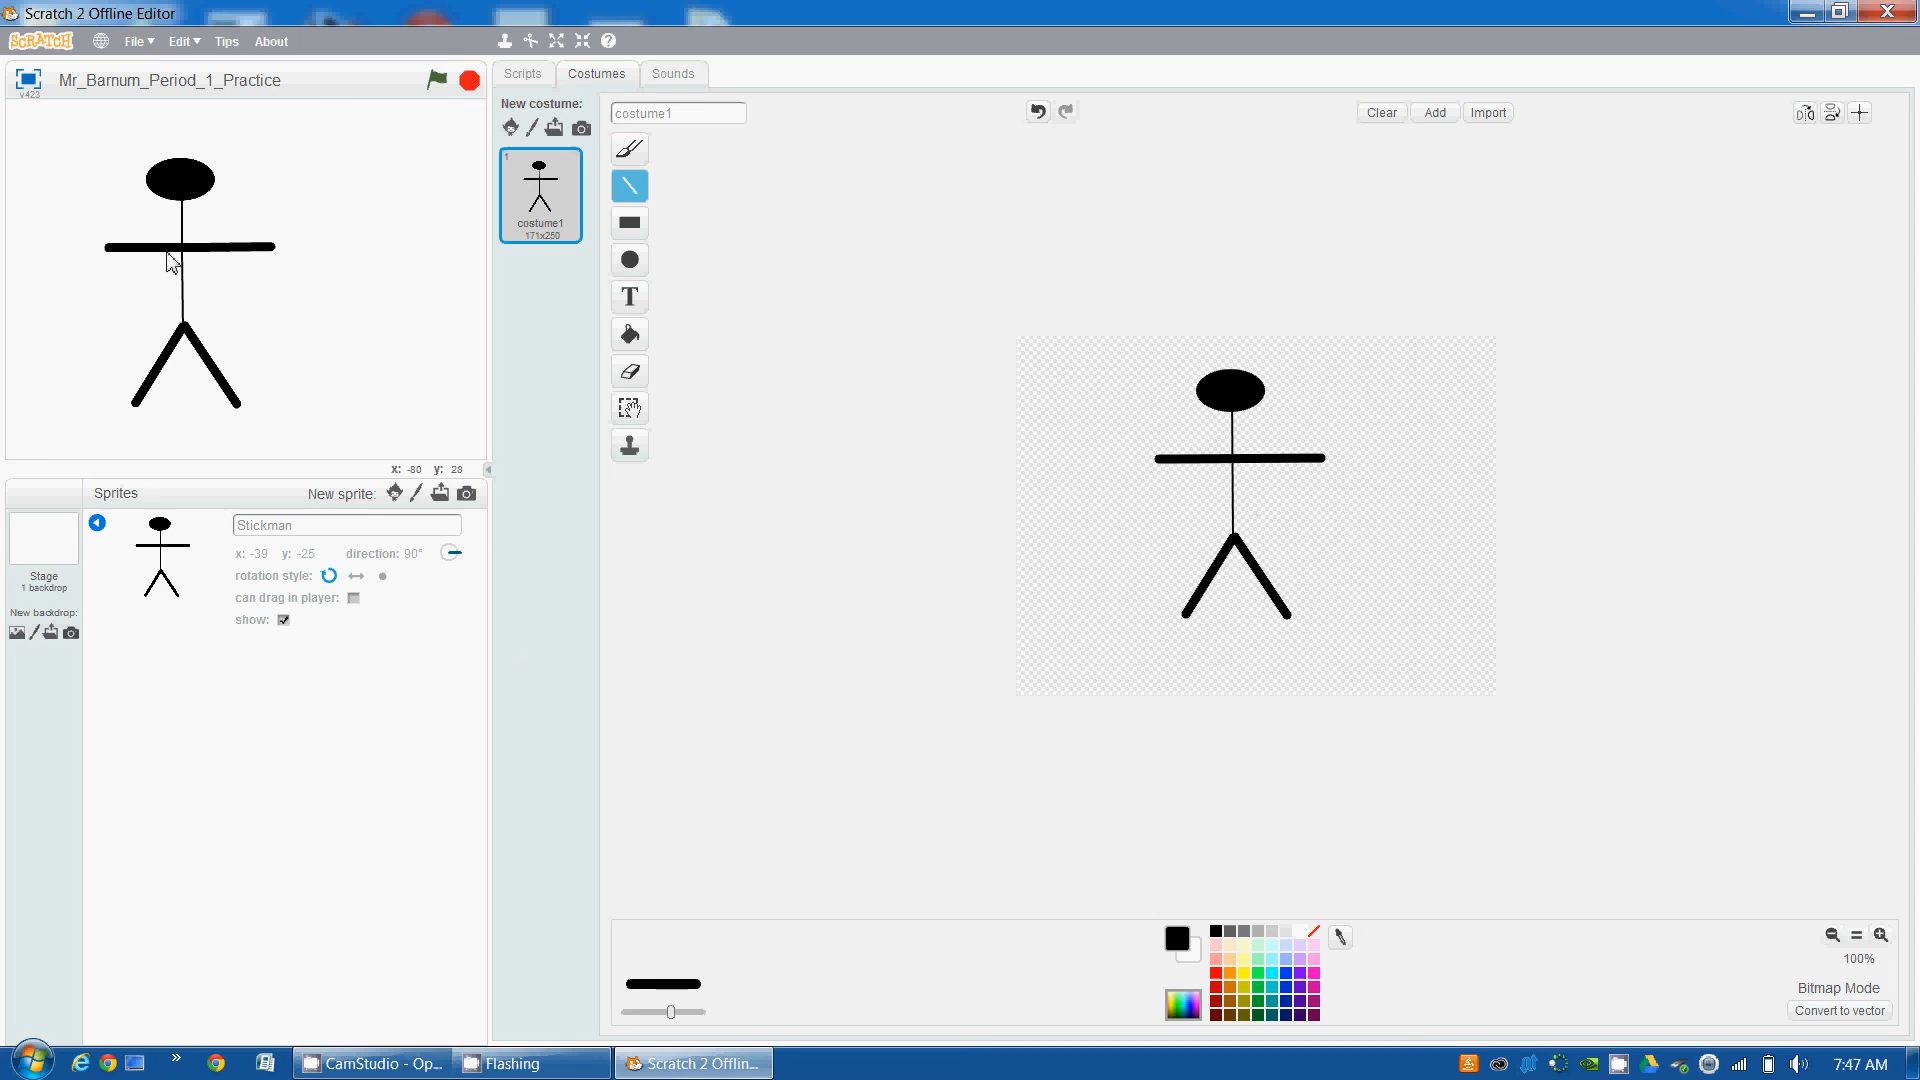 Scratch 2 Offline Editor
SCRATCH File Edit Tips About
v423
Mr_Barnum_Period_1_Practice
Scripts Costumes Sounds
New costume:
costume1
Clear Add Import
1
costume1
171x250
T
x: -80 y: 28
Sprites New sprite:
Stickman
x: -39 y: -25 direction: 90°
rotation style:
can drag in player:
show:
Stage
1 backdrop
New backdrop:
100%
Bitmap Mode
Convert to vector
CamStudio - Op... Flashing Scratch 2 Offlin... 7:47 AM